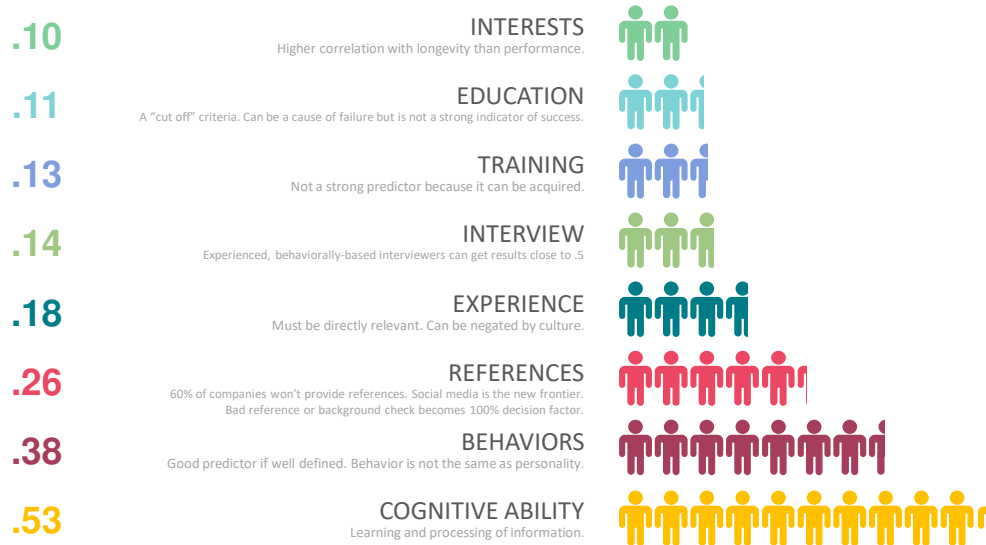 .10
INTERESTS
Higher correlation with longevity than performance.
.11
EDUCATION
A “cut off” criteria. Can be a cause of failure but is not a strong indicator of success.
.13
TRAINING
Not a strong predictor because it can be acquired.
.14
INTERVIEW
Experienced, behaviorally-based interviewers can get results close to .5
.18
EXPERIENCE
Must be directly relevant. Can be negated by culture.
.26
REFERENCES
60% of companies won’t provide references. Social media is the new frontier.
Bad reference or background check becomes 100% decision factor.
.38
BEHAVIORS
Good predictor if well defined. Behavior is not the same as personality.
.53
COGNITIVE ABILITY
Learning and processing of information.